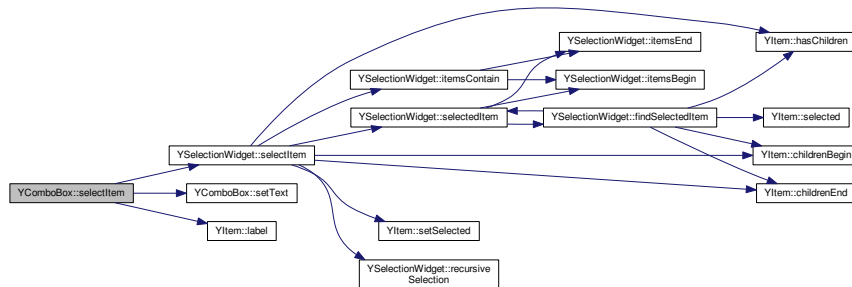 YSelectionWidget::itemsEnd
YItem::hasChildren
YSelectionWidget::itemsContain
YSelectionWidget::itemsBegin
YSelectionWidget::selectedItem
YSelectionWidget::findSelectedItem
YItem::selected
YSelectionWidget::selectItem
YItem::childrenBegin
YComboBox::selectItem
YComboBox::setText
YItem::childrenEnd
YItem::label
YItem::setSelected
YSelectionWidget::recursive
Selection